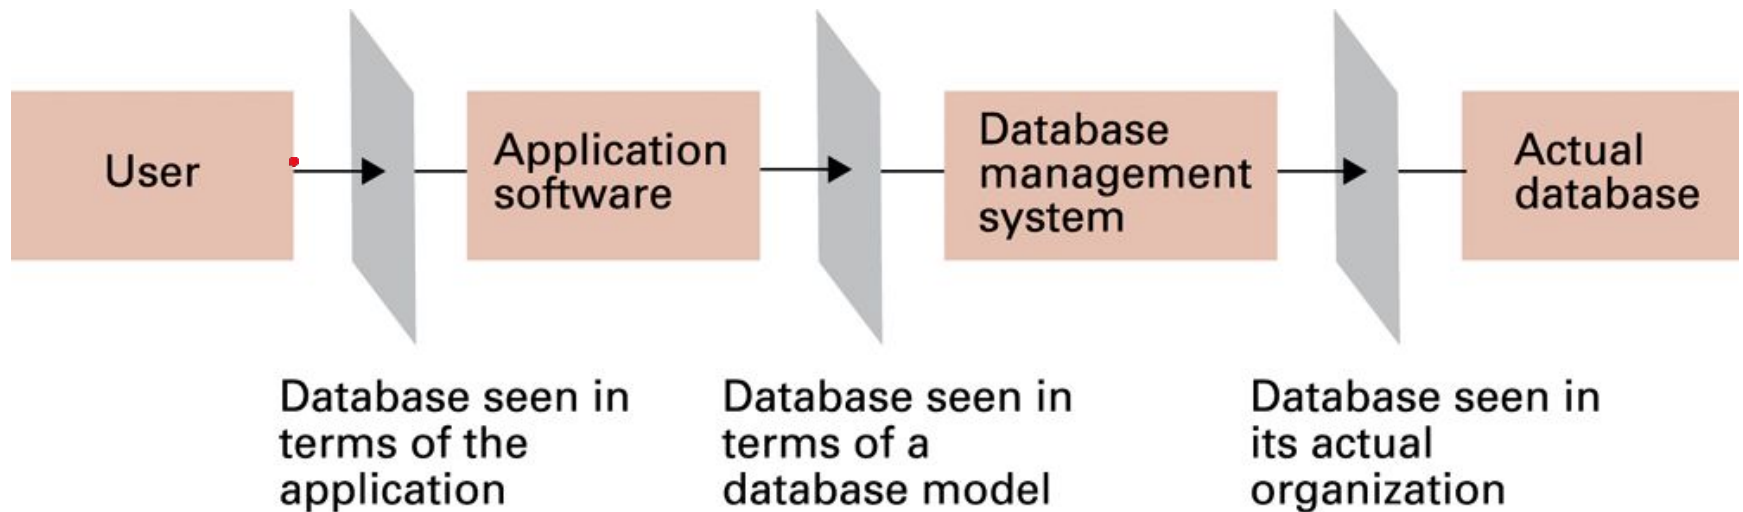 User
Application
software
Database
management
system
Actual
database
Database seen in
terms of the
application
Database seen in
terms of a
database model
Database seen in
its actual
organization